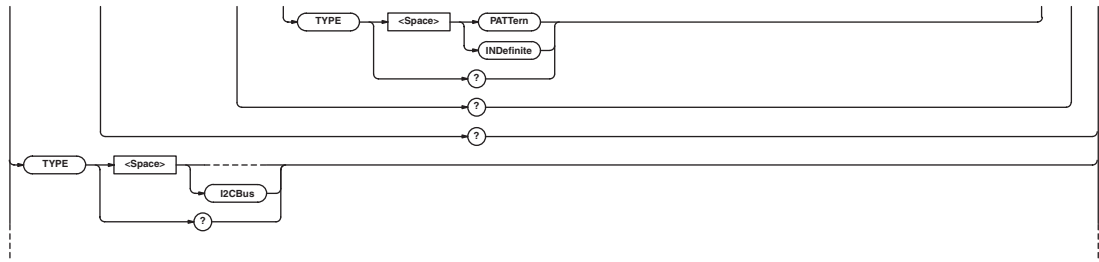 TYPE <Space> PATTern
INDefinite
?
?
?
TYPE <Space>
I2CBus
?